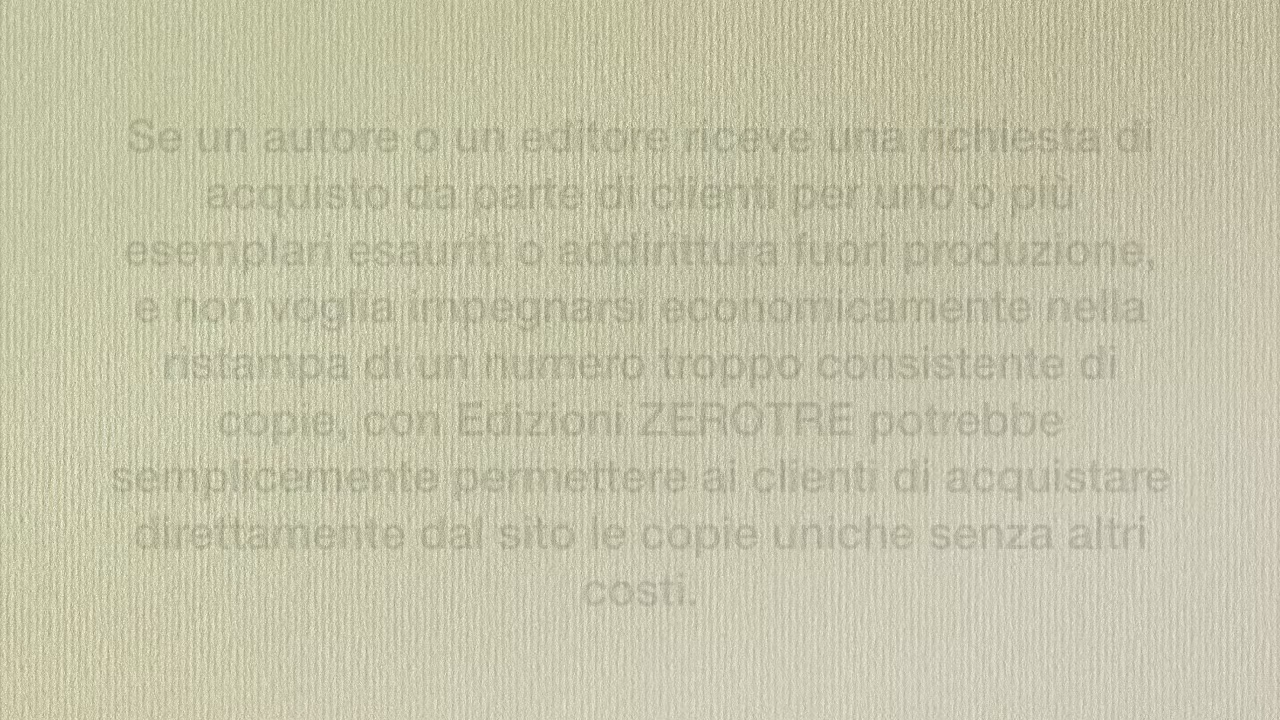 Se un autore o un editore riceve una richiesta di
acquisto da parte di clienti per uno o più
esemplari esauriti o addirittura fuori produzione,
e non voglia impegnarsi economicamente nella
ristampa di un numero troppo consistente di
copie, con Edizioni ZEROTRE potrebbe
semplicemente permettere ai clienti di acquistare
direttamente dal sito le copie uniche senza altri
costi.